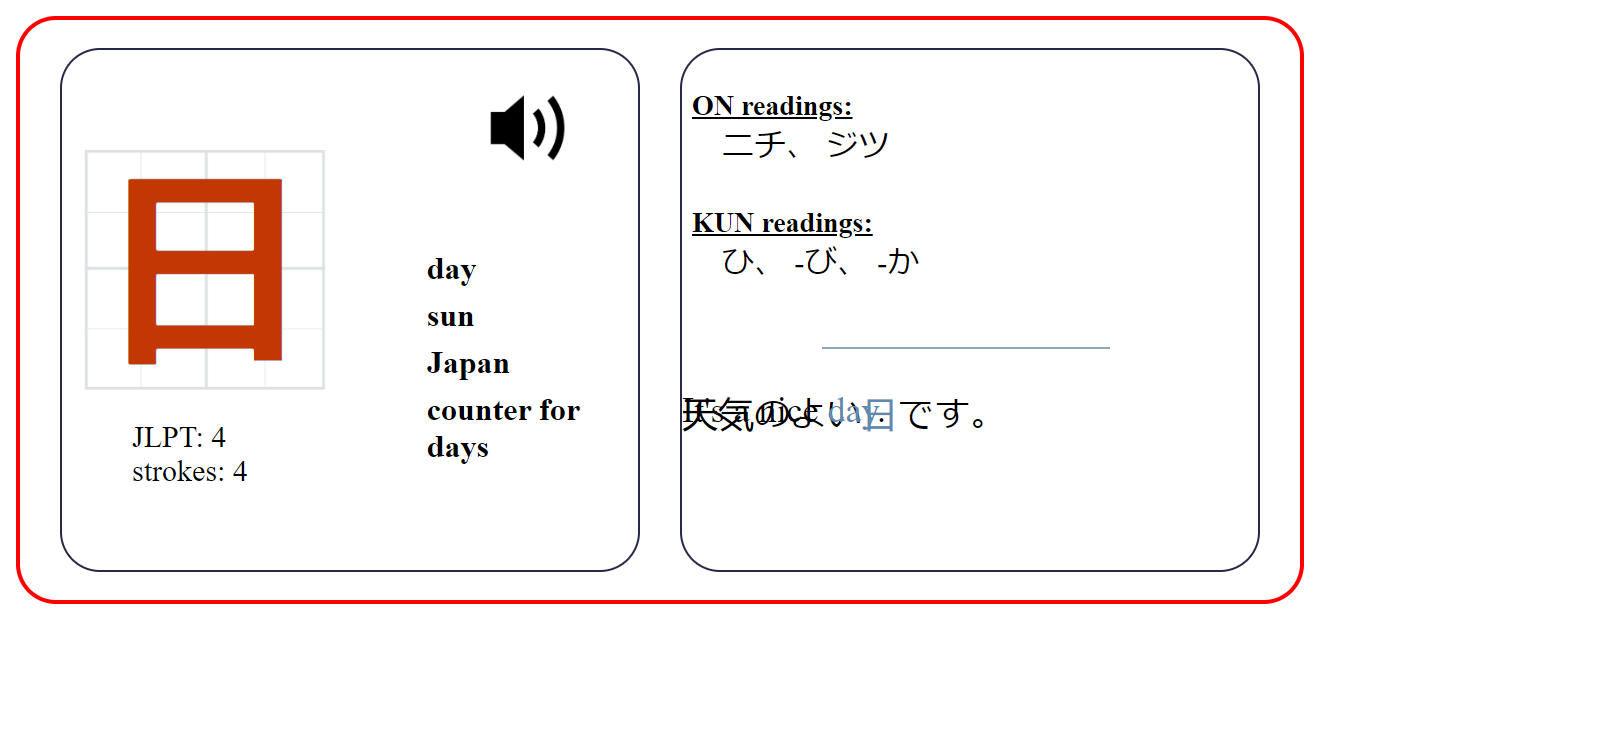 日
JLPT: 4
strokes: 4
day
sun
Japan
counter for
days
ON readings:
ニチ、 ジツ
KUN readings:
ひ、 -び、 -か
天気のよい日です。
It's a nice day.